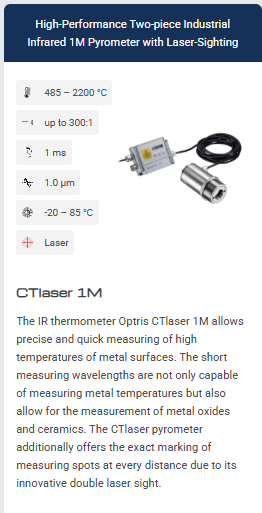 High-Performance Two-piece Industrial
Infrared 1M Pyrometer with Laser-Sighting
485 – 2200 °C
up to 300:1
1 ms
1.0 µm
-20 – 85 °C
Laser
CTlaser 1M
The IR thermometer Optris CTlaser 1M allows
precise and quick measuring of high
temperatures of metal surfaces. The short
measuring wavelengths are not only capable
of measuring metal temperatures but also
allow for the measurement of metal oxides
and ceramics. The CTlaser pyrometer
additionally offers the exact marking of
measuring spots at every distance due to its
innovative double laser sight.